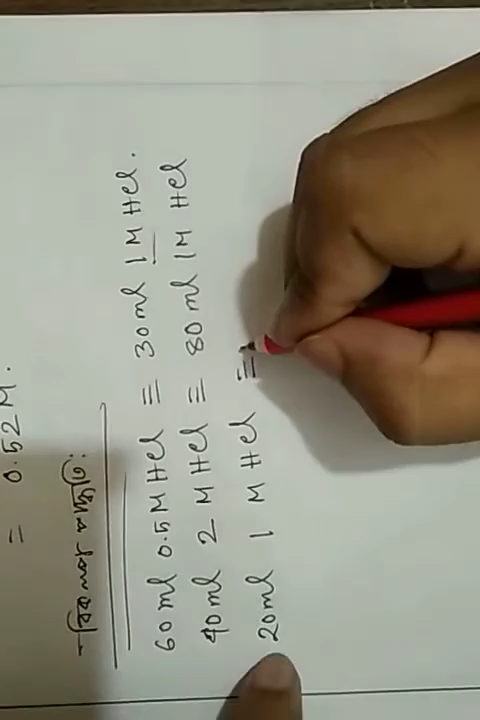 = 0.52 M.
বিকল্প পদ্ধতি:
60 ml 0.5 M HCl ≡ 30 ml 1 M HCl.
40 ml 2 M HCl ≡ 80 ml 1 M HCl
20 ml 1 M HCl ≡